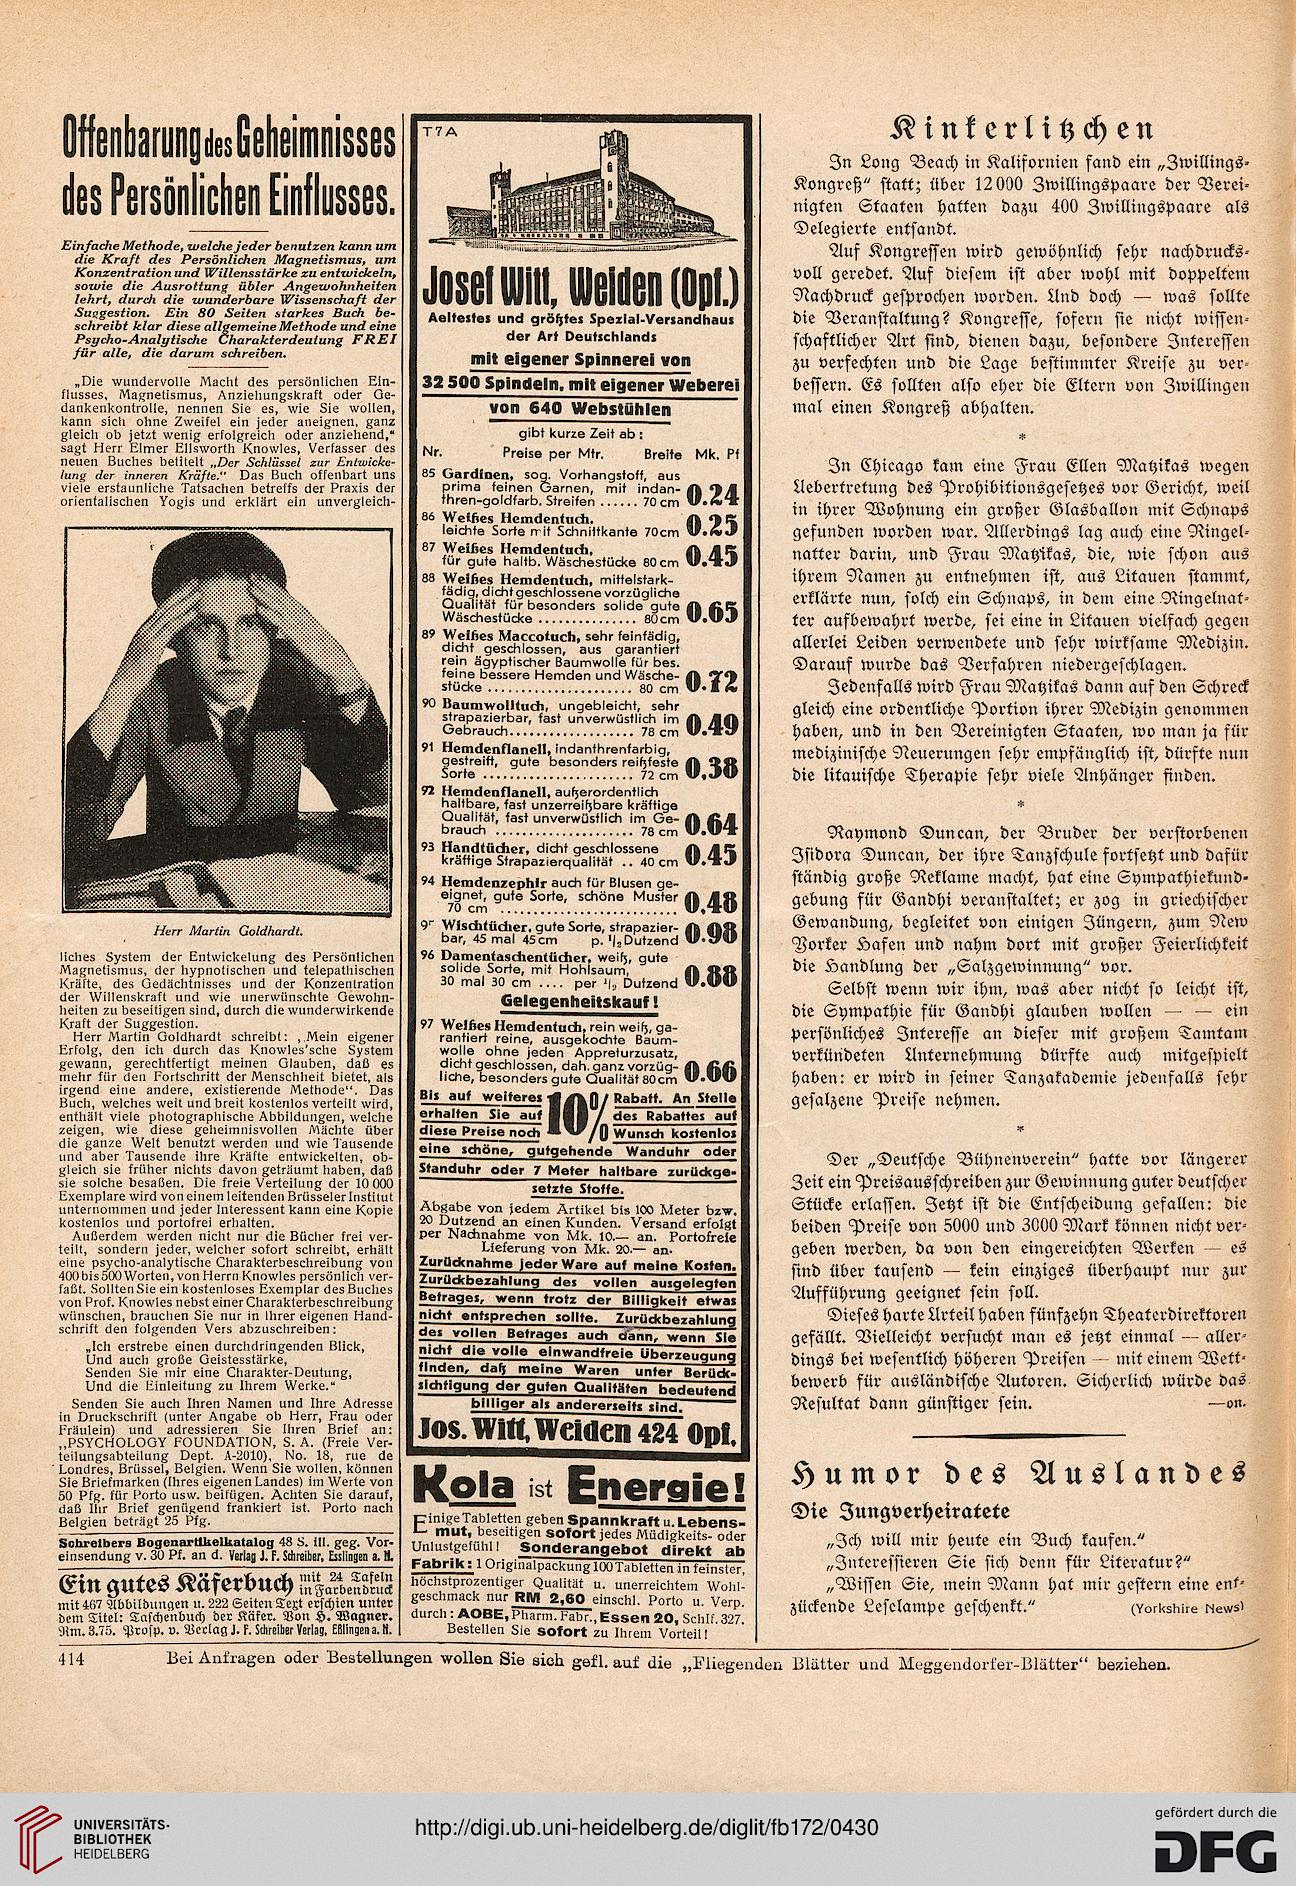 Offenbarung des Geheimnisses
des Persönlichen Einflusses.
Einfache Methode, welche jeder benutzen kann um
die Kraft des Persönlichen Magnetismus, um
Konzentration und Willensstärke zu entwickeln,
sowie die Ausrottung übler Angewohnheiten
lehrt, durch die wunderbare Wissenschaft der
Suggestion. Ein 80 Seiten starkes Buch be-
schreibt klar diese allgemeine Methode und eine
Psycho-Analytische Charakterdeutung FREI
für alle, die darum schreiben.
„Die wundervolle Macht des persönlichen Ein-
flusses, Magnetismus, Anziehungskraft oder Ge-
dankenkontrolle, nennen Sie es, wie Sie wollen,
kann sich ohne Zweifel ein jeder aneignen, ganz
gleich ob jetzt wenig erfolgreich oder anziehend,“
sagt Herr Elmer Ellsworth Knowles, Verfasser des
neuen Buches betitelt „Der Schlüssel zur Entwicke-
lung der inneren Kräfte.“ Das Buch offenbart uns
viele erstaunliche Tatsachen betreffs der Praxis der
orientalischen Yogis und erklärt ein unvergleich-
Herr Martin Goldhardt.
liches System der Entwickelung des Persönlichen
Magnetismus, der hypnotischen und telepathischen
Kräfte, des Gedächtnisses und der Konzentration
der Willenskraft und wie unerwünschte Gewohn-
heiten zu beseitigen sind, durch die wunderwirkende
Kraft der Suggestion.
Herr Martin Goldhardt schreibt: „Mein eigener
Erfolg, den ich durch das Knowles'sche System
gewann, gerechtfertigt meinen Glauben, daß es
mehr für den Fortschritt der Menschheit bietet, als
irgend eine andere, existierende Methode“. Das
Buch, welches weit und breit kostenlos verteilt wird,
enthält viele photographische Abbildungen, welche
zeigen, wie diese geheimnisvollen Mächte über
die ganze Welt benutzt werden und wie Tausende
und aber Tausende ihre Kräfte entwickelten, ob-
gleich sie früher nichts davon geträumt haben, daß
sie solche besaßen. Die freie Verteilung der 10 000
Exemplare wird von einem leitenden Brüsseler Institut
unternommen und jeder Interessent kann eine Kopie
kostenlos und portofrei erhalten.
Außerdem werden nicht nur die Bücher frei ver-
teilt, sondern jeder, welcher sofort schreibt, erhält
eine psycho-analytische Charakterbeschreibung von
400 bis 500 Worten, von Herrn Knowles persönlich ver-
faßt. Sollten Sie ein kostenloses Exemplar des Buches
von Prof. Knowles nebst einer Charakterbeschreibung
wünschen, brauchen Sie nur in Ihrer eigenen Hand-
schrift den folgenden Vers abzuschreiben:
„Ich erstrebe einen durchdringenden Blick,
Und auch große Geistesstärke,
Senden Sie mir eine Charakter-Deutung,
Und die Einleitung zu Ihrem Werke.“
Senden Sie auch Ihren Namen und Ihre Adresse
in Druckschrift (unter Angabe ob Herr, Frau oder
Fräulein) und adressieren Sie Ihren Brief an:
„PSYCHOLOGY FOUNDATION, S. A. (Freie Ver-
teilungsabteilung Dept. A-2010), No. 18, rue de
Londres, Brüssel, Belgien. Wenn Sie wollen, können
Sie Briefmarken (Ihres eigenen Landes) im Werte von
50 Pfg. für Porto usw. beifügen. Achten Sie darauf,
daß Ihr Brief genügend frankiert ist. Porto nach
Belgien beträgt 25 Pfg.
Schreibers Bogenartikelkatalog 48 S. ill. geg. Vor-
einsendung v. 30 Pf. an d. Verlag J. F. Schreiber, Esslingen a. N.
Ein gutes Käferbuch mit 24 Tafeln in Farbendruck
mit 467 Abbildungen u. 222 Seiten Text erschien unter
dem Titel: Taschenbuch der Käfer. Von H. Wagner.
Rm. 3.75. Prosp. v. Verlag J. F. Schreiber Verlag, Eßlingen a. N.
T7A
Josef Witt, Weiden (Opf.)
Aeltestes und größtes Spezial-Versandhaus
der Art Deutschlands
mit eigener Spinnerei von
32 500 Spindeln, mit eigener Weberei
von 640 Webstühlen
gibt kurze Zeit ab:
Nr. Preise per Mtr. Breite Mk. Pf
85 Gardinen, sog. Vorhangstoff, aus
prima feinen Garnen, mit indan-
thren-goldfarb. Streifen ...... 70 cm 0.24
86 Weißes Hemdentuch,
leichte Sorte mit Schnittkante 70 cm 0.25
87 Weißes Hemdentuch,
für gute haltb. Wäschestücke 80 cm 0.45
88 Weißes Hemdentuch, mittelstark-
fädig, dicht geschlossene vorzügliche
Qualität für besonders solide gute
Wäschestücke ............... 80 cm 0.65
89 Weißes Maccotuch, sehr feinfädig,
dicht geschlossen, aus garantiert
rein ägyptischer Baumwolle für bes.
feine bessere Hemden und Wäsche-
stücke ...................... 80 cm 0.72
90 Baumwolltuch, ungebleicht, sehr
strapazierbar, fast unverwüstlich im
Gebrauch................... 78 cm 0.49
91 Hemdenflanell, indanthrenfarbig,
gestreift, gute besonders reißfeste
Sorte ....................... 72 cm 0.38
92 Hemdenflanell, außerordentlich
haltbare, fast unzerreißbare kräftige
Qualität, fast unverwüstlich im Ge-
brauch ..................... 78 cm 0.64
93 Handtücher, dicht geschlossene
kräftige Strapazierqualität .. 40 cm 0.45
94 Hemdenzephir auch für Blusen ge-
eignet, gute Sorte, schöne Muster
70 cm ........................... 0.48
95 Wischtücher, gute Sorte, strapazier-
bar, 45 mal 45 cm p. 1/2 Dutzend 0.98
96 Damentaschentücher, weiß, gute
solide Sorte, mit Hohlsaum,
30 mal 30 cm .... per 1/2 Dutzend 0.88
Gelegenheitskauf!
97 Weißes Hemdentuch, rein weiß, ga-
rantiert reine, ausgekochte Baum-
wolle ohne jeden Appreturzusatz,
dicht geschlossen, dah. ganz vorzüg-
liche, besonders gute Qualität 80 cm 0.66
Bis auf weiteres
erhalten Sie auf
diese Preise noch
10%
Rabatt. An Stelle
des Rabattes auf
Wunsch kostenlos
eine schöne, gutgehende Wanduhr oder
Standuhr oder 7 Meter haltbare zurückge-
setzte Stoffe.
Abgabe von jedem Artikel bis 100 Meter bzw.
20 Dutzend an einen Kunden. Versand erfolgt
per Nachnahme von Mk. 10.— an. Portofreie
Lieferung von Mk. 20.— an.
Zurücknahme jeder Ware auf meine Kosten.
Zurückbezahlung des vollen ausgelegten
Betrages, wenn trotz der Billigkeit etwas
nicht entsprechen sollte. Zurückbezahlung
des vollen Betrages auch dann, wenn Sie
nicht die volle einwandfreie Überzeugung
finden, daß meine Waren unter Berück-
sichtigung der guten Qualitäten bedeutend
billiger als andererseits sind.
Jos. Witt, Weiden 424 Opf.
Kola ist Energie!
Einige Tabletten geben Spannkraft u. Lebens-
mut, beseitigen sofort jedes Müdigkeits- oder
Unlustgefühl! Sonderangebot direkt ab
Fabrik: 1 Originalpackung 100 Tabletten in feinster,
höchstprozentiger Qualität u. unerreichtem Wohl-
geschmack nur RM 2,60 einschl. Porto u. Verp.
durch: AOBE, Pharm. Fabr., Essen 20, Schlf. 327.
Bestellen Sie sofort zu Ihrem Vorteil!
Kinkerlitzchen
In Long Beach in Kalifornien fand ein „Zwillings-
Kongreß“ statt; über 12 000 Zwillingspaare der Verei-
nigten Staaten hatten dazu 400 Zwillingspaare als
Delegierte entsandt.
Auf Kongressen wird gewöhnlich sehr nachdrucks-
voll geredet. Auf diesem ist aber wohl mit doppeltem
Nachdruck gesprochen worden. Und doch — was sollte
die Veranstaltung? Kongresse, sofern sie nicht wissen-
schaftlicher Art sind, dienen dazu, besondere Interessen
zu verfechten und die Lage bestimmter Kreise zu ver-
bessern. Es sollten also eher die Eltern von Zwillingen
mal einen Kongreß abhalten.
*
In Chicago kam eine Frau Ellen Matzikas wegen
Uebertretung des Prohibitionsgesetzes vor Gericht, weil
in ihrer Wohnung ein großer Glasballon mit Schnaps
gefunden worden war. Allerdings lag auch eine Ringel-
natter darin, und Frau Matzikas, die, wie schon aus
ihrem Namen zu entnehmen ist, aus Litauen stammt,
erklärte nun, solch ein Schnaps, in dem eine Ringelnat-
ter aufbewahrt werde, sei eine in Litauen vielfach gegen
allerlei Leiden verwendete und sehr wirksame Medizin.
Darauf wurde das Verfahren niedergeschlagen.
Jedenfalls wird Frau Matzikas dann auf den Schreck
gleich eine ordentliche Portion ihrer Medizin genommen
haben, und in den Vereinigten Staaten, wo man ja für
medizinische Neuerungen sehr empfänglich ist, dürfte nun
die litauische Therapie sehr viele Anhänger finden.
*
Raymond Duncan, der Bruder der verstorbenen
Isidora Duncan, der ihre Tanzschule fortsetzt und dafür
ständig große Reklame macht, hat eine Sympathiekund-
gebung für Gandhi veranstaltet; er zog in griechischer
Gewandung, begleitet von einigen Jüngern, zum New
Yorker Hafen und nahm dort mit großer Feierlichkeit
die Handlung der „Salzgewinnung“ vor.
Selbst wenn wir ihm, was aber nicht so leicht ist,
die Sympathie für Gandhi glauben wollen — — ein
persönliches Interesse an dieser mit großem Tamtam
verkündeten Unternehmung dürfte auch mitgespielt
haben: er wird in seiner Tanzakademie jedenfalls sehr
gesalzene Preise nehmen.
*
Der „Deutsche Bühnenverein“ hatte vor längerer
Zeit ein Preisausschreiben zur Gewinnung guter deutscher
Stücke erlassen. Jetzt ist die Entscheidung gefallen: die
beiden Preise von 5000 und 3000 Mark können nicht ver-
geben werden, da von den eingereichten Werken — es
sind über tausend — kein einziges überhaupt nur zur
Aufführung geeignet sein soll.
Dieses harte Urteil haben fünfzehn Theaterdirektoren
gefällt. Vielleicht versucht man es jetzt einmal — aller-
dings bei wesentlich höheren Preisen — mit einem Wett-
bewerb für ausländische Autoren. Sicherlich würde das
Resultat dann günstiger sein. —on.
Humor des Auslandes
Die Jungverheiratete
„Ich will mir heute ein Buch kaufen.“
„Interessieren Sie sich denn für Literatur?“
„Wissen Sie, mein Mann hat mir gestern eine ent-
zückende Leselampe geschenkt.“ (Yorkshire News)
414 Bei Anfragen oder Bestellungen wollen Sie sich gefl. auf die „Fliegenden Blätter und Meggendorfer-Blätter“ beziehen.
UNIVERSITÄTS-
BIBLIOTHEK
HEIDELBERG
http://digi.ub.uni-heidelberg.de/diglit/fb172/0430
gefördert durch die
DFG